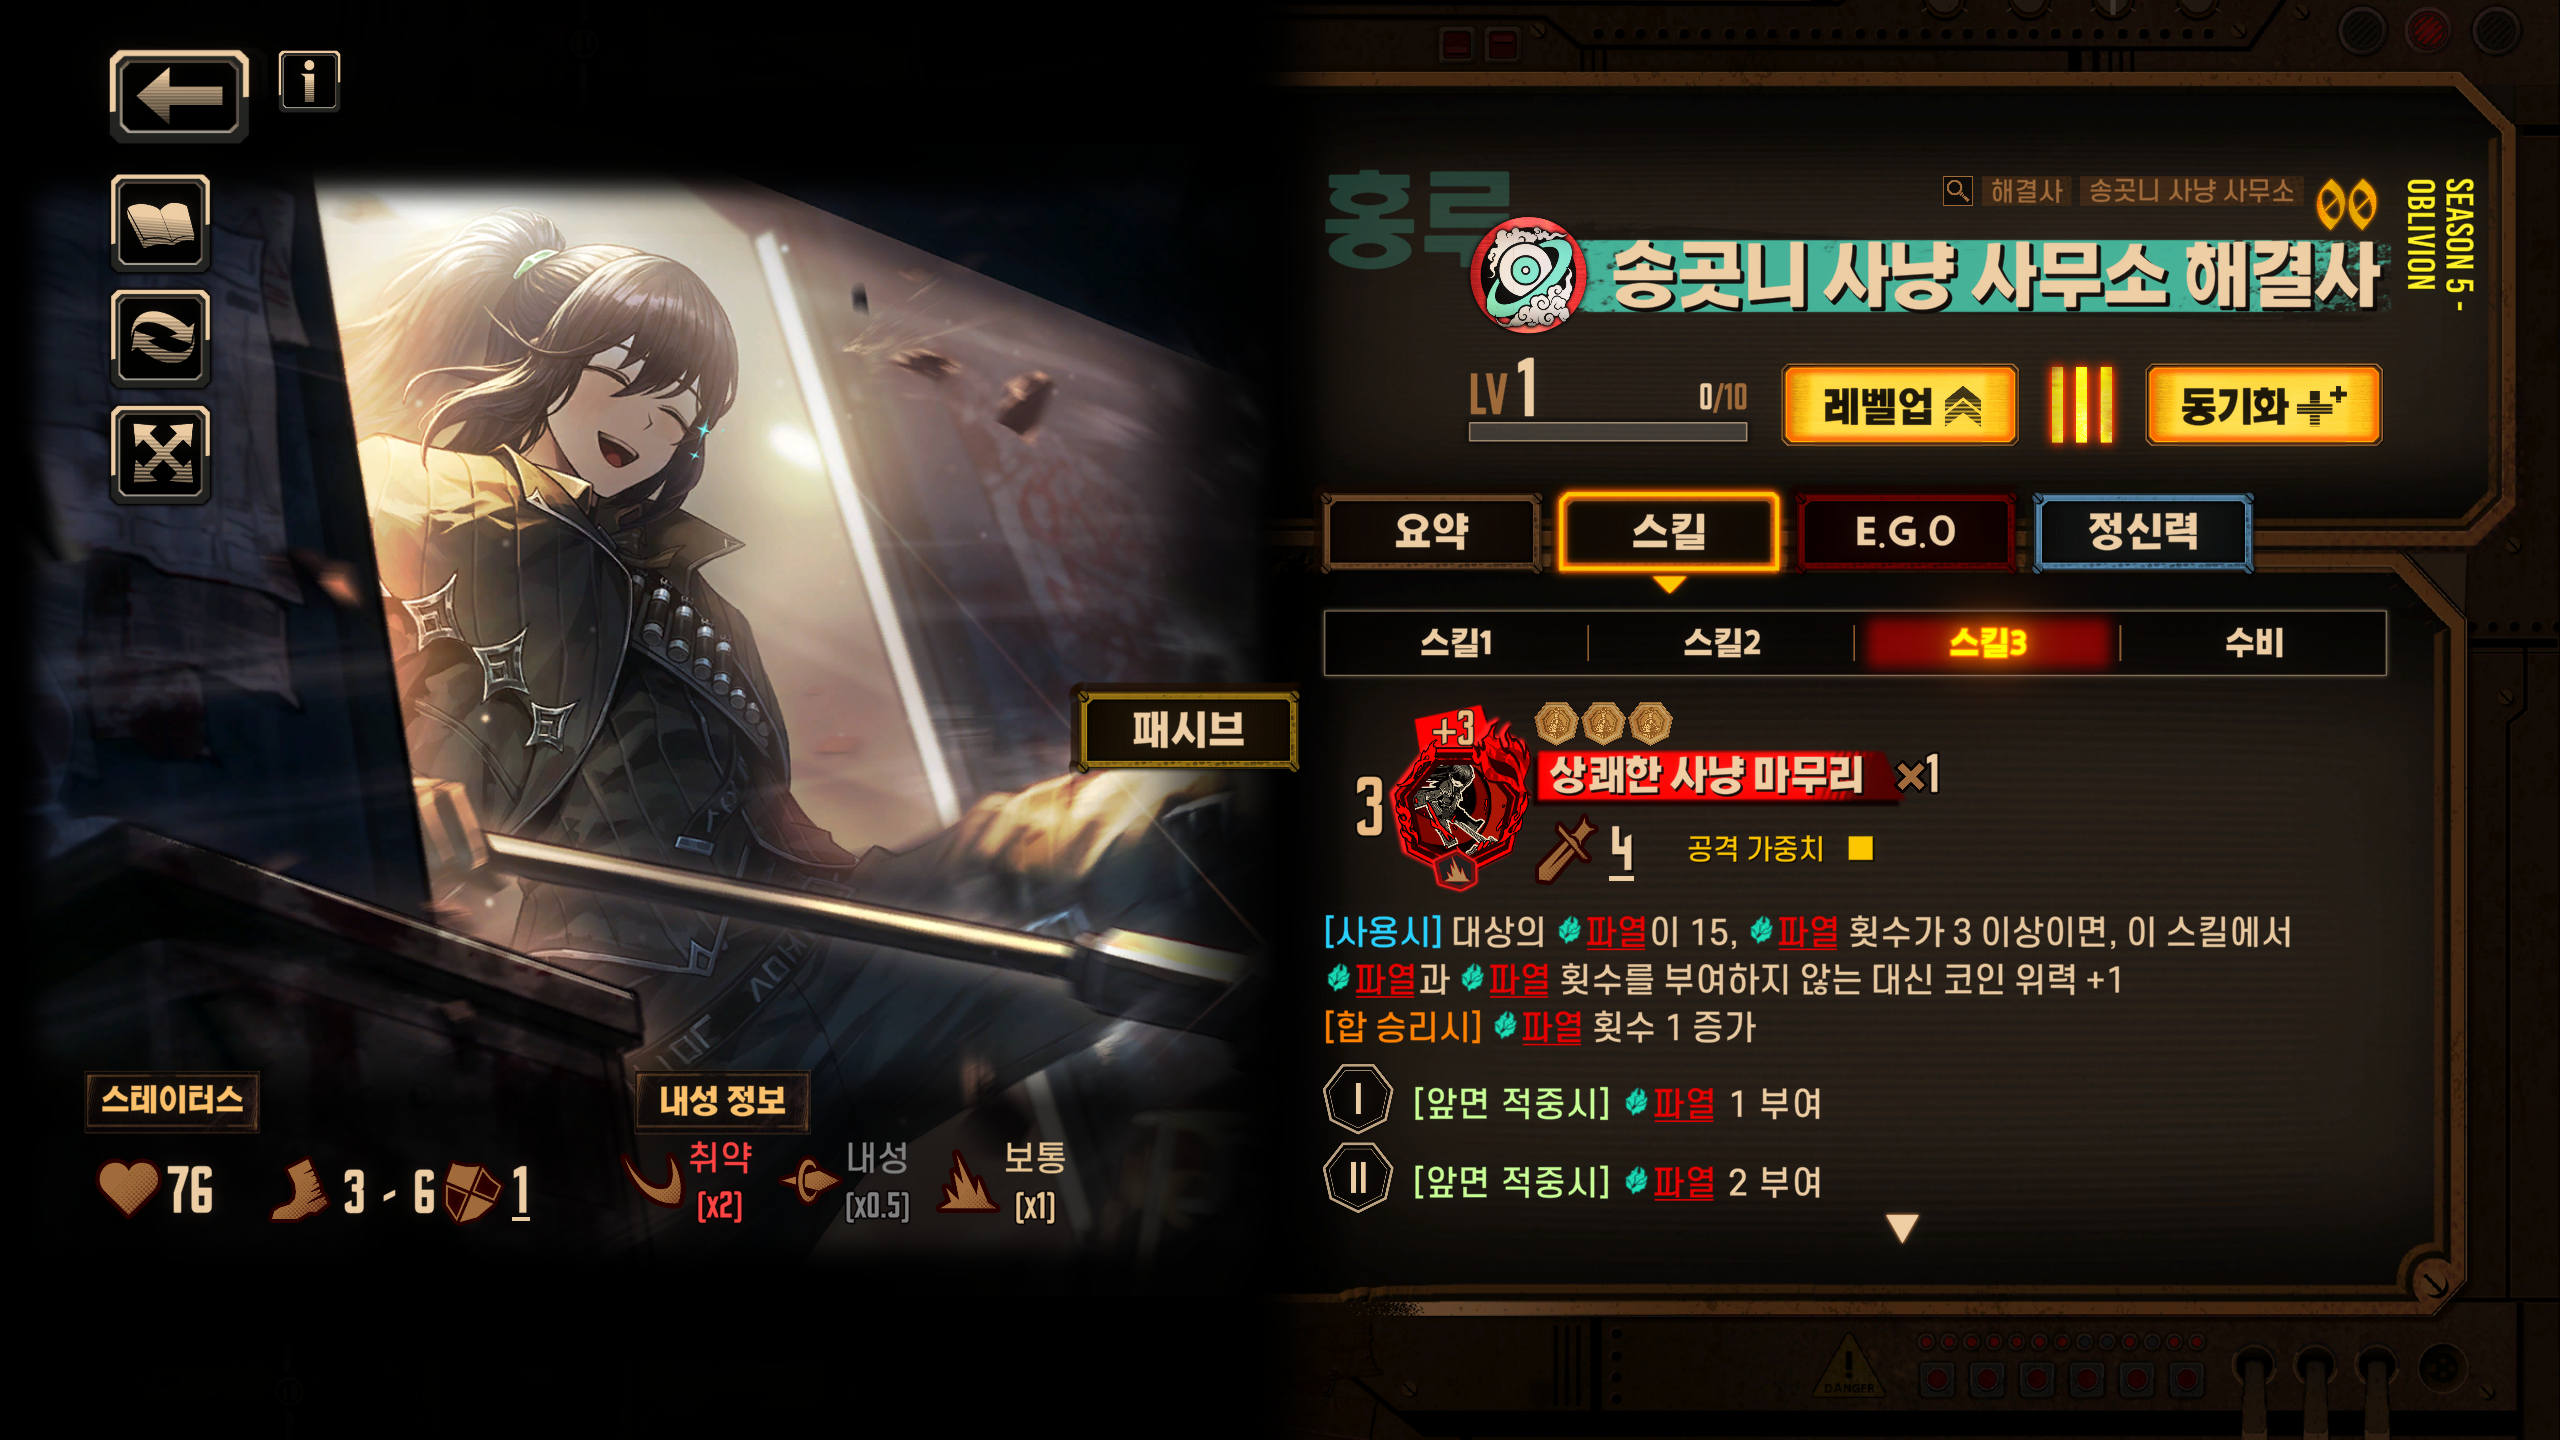 홍루
해결사 송곳니 사냥 사무소
송곳니 사냥 사무소 해결사
SEASON 5 -
OBLIVION
LV 1
0/10
레벨업
동기화
요약
스킬
E.G.O
정신력
스킬1
스킬2
스킬3
수비
패시브
+3
3
상쾌한 사냥 마무리 ×1
4
공격 가중치
[사용시] 대상의 파열이 15, 파열 횟수가 3 이상이면, 이 스킬에서
파열과 파열 횟수를 부여하지 않는 대신 코인 위력 +1
[합 승리시] 파열 횟수 1 증가
I [앞면 적중시] 파열 1 부여
II [앞면 적중시] 파열 2 부여
스테이터스
76
3 - 6
1
내성 정보
취약
[x2]
내성
[x0.5]
보통
[x1]
DANGER